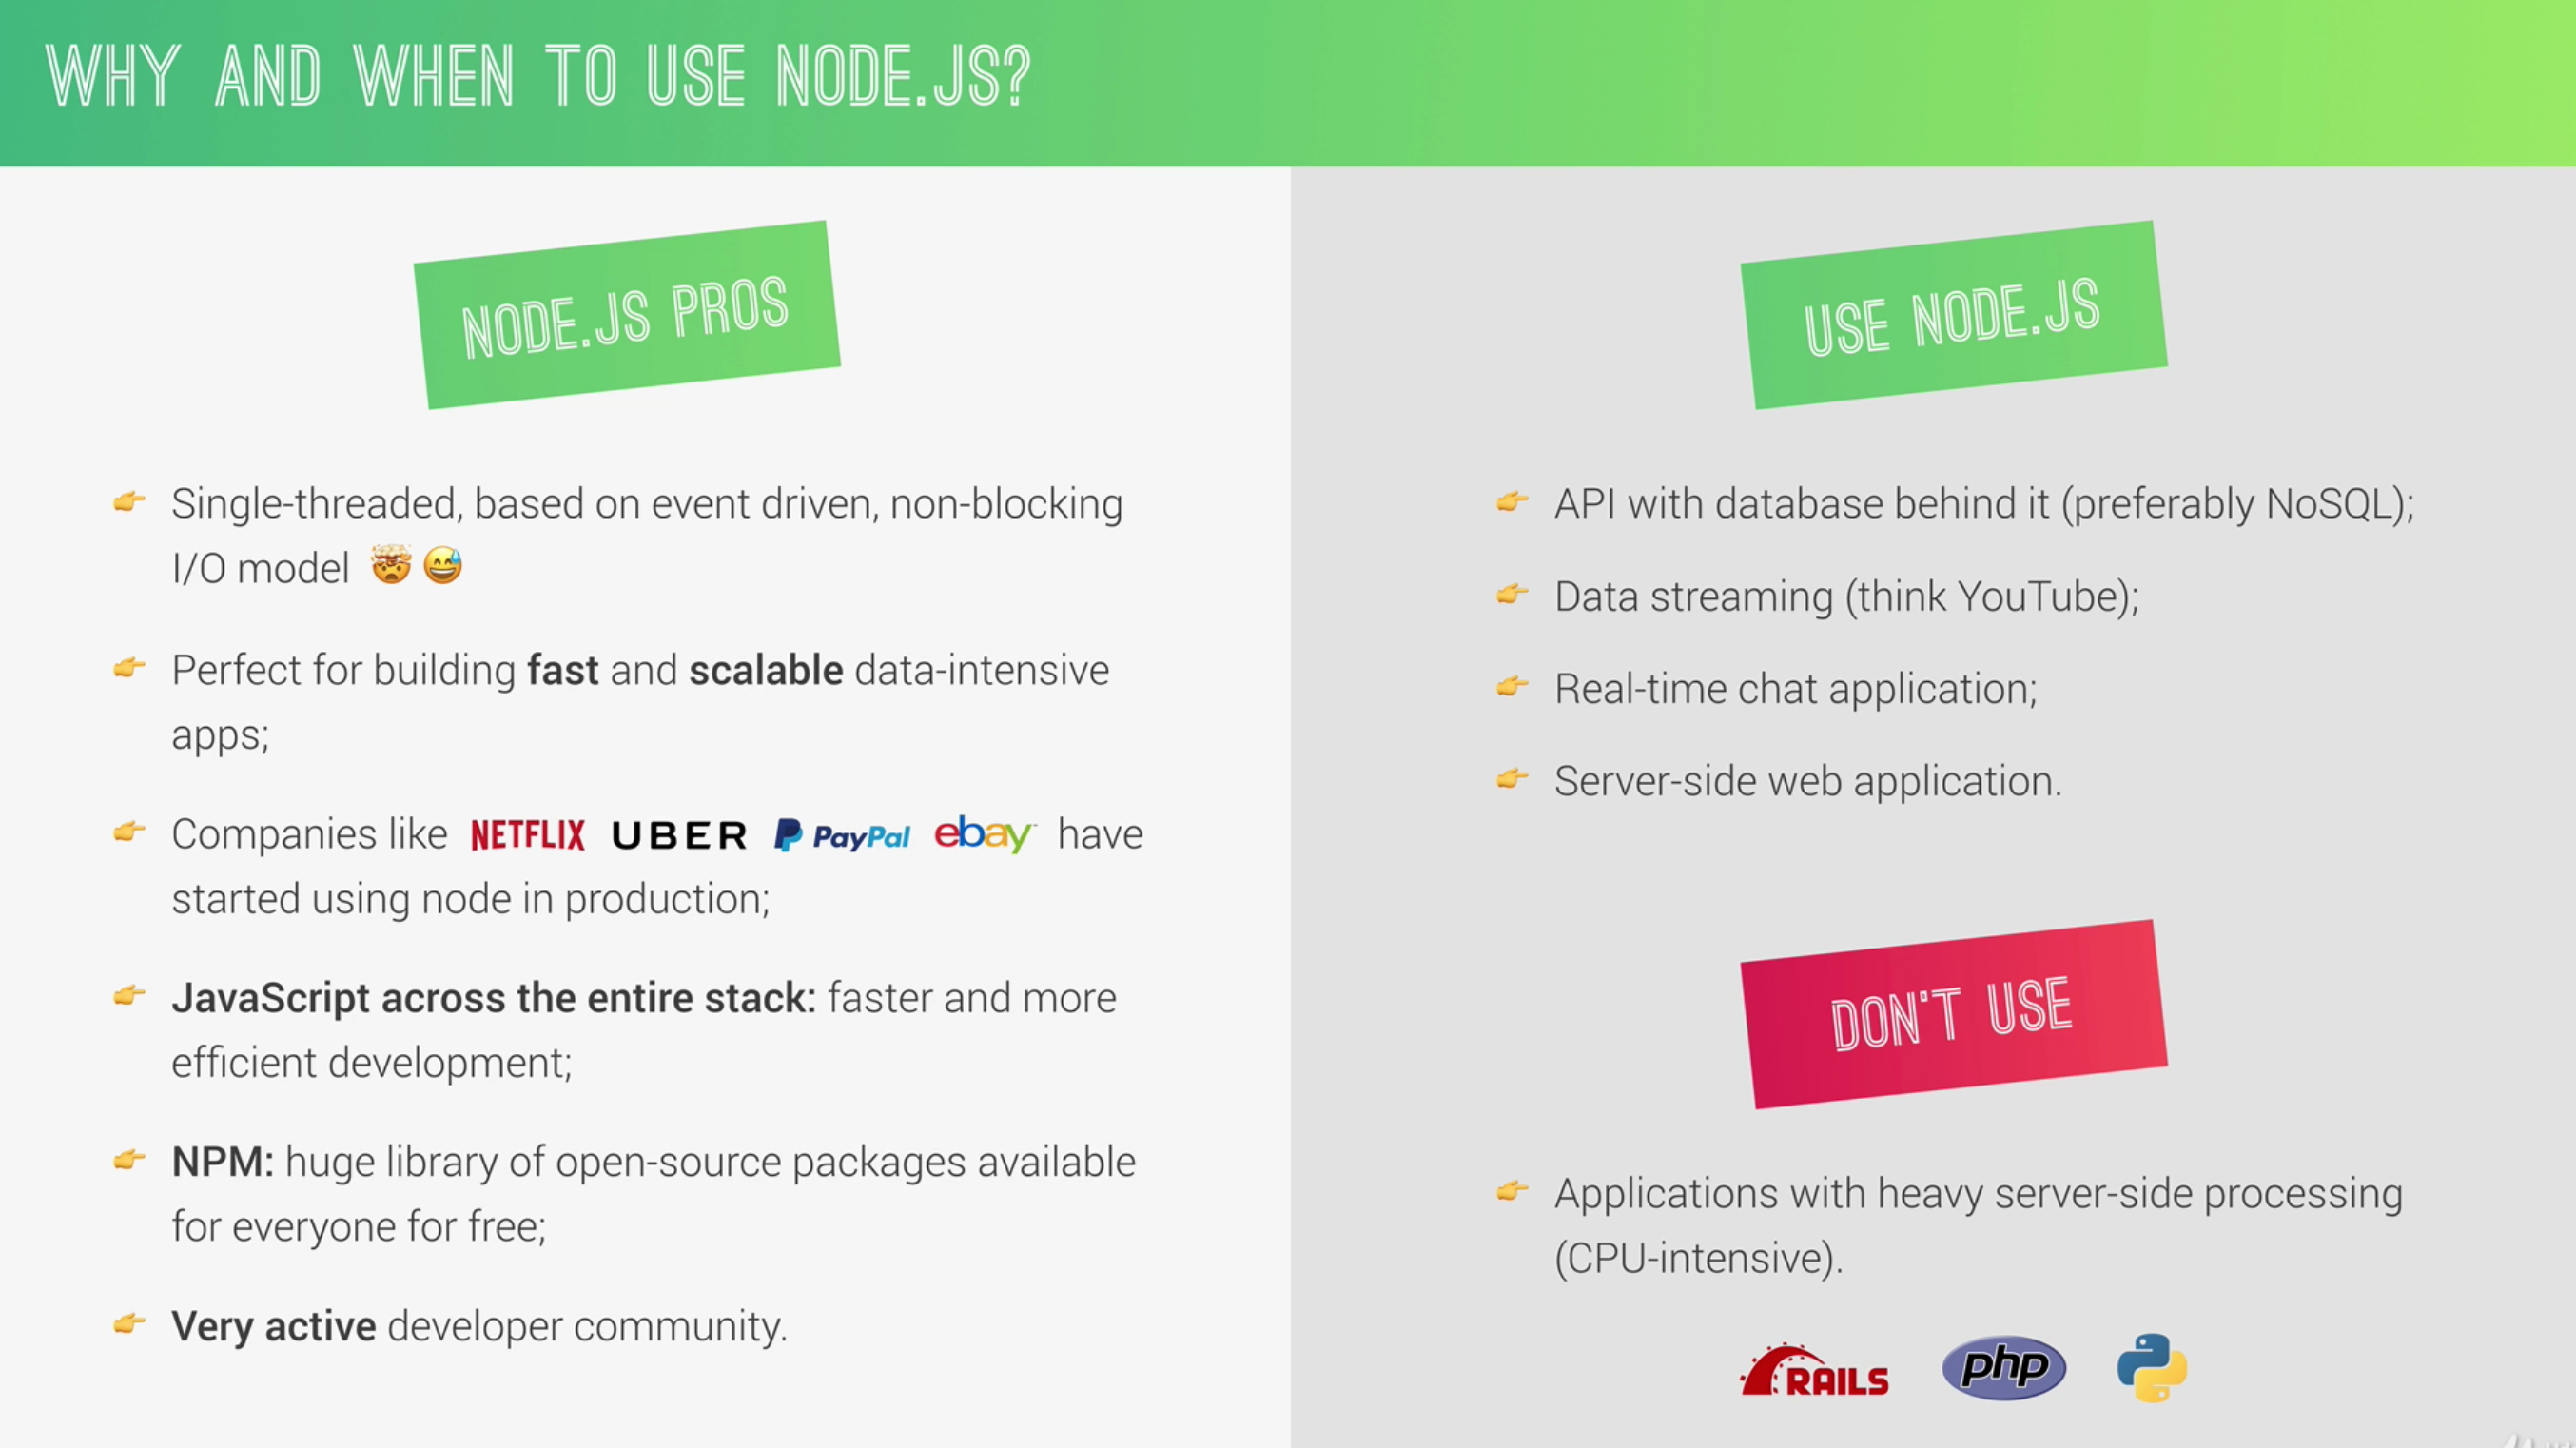 WHY AND WHEN TO USE NODE.JS?
NODE.JS PROS
👉 Single-threaded, based on event driven, non-blocking
I/O model 🤯 😅
👉 Perfect for building fast and scalable data-intensive
apps;
👉 Companies like NETFLIX UBER PayPal ebay have
started using node in production;
👉 JavaScript across the entire stack: faster and more
efficient development;
👉 NPM: huge library of open-source packages available
for everyone for free;
👉 Very active developer community.
USE NODE.JS
👉 API with database behind it (preferably NoSQL);
👉 Data streaming (think YouTube);
👉 Real-time chat application;
👉 Server-side web application.
DON'T USE
👉 Applications with heavy server-side processing
(CPU-intensive).
RAILS php